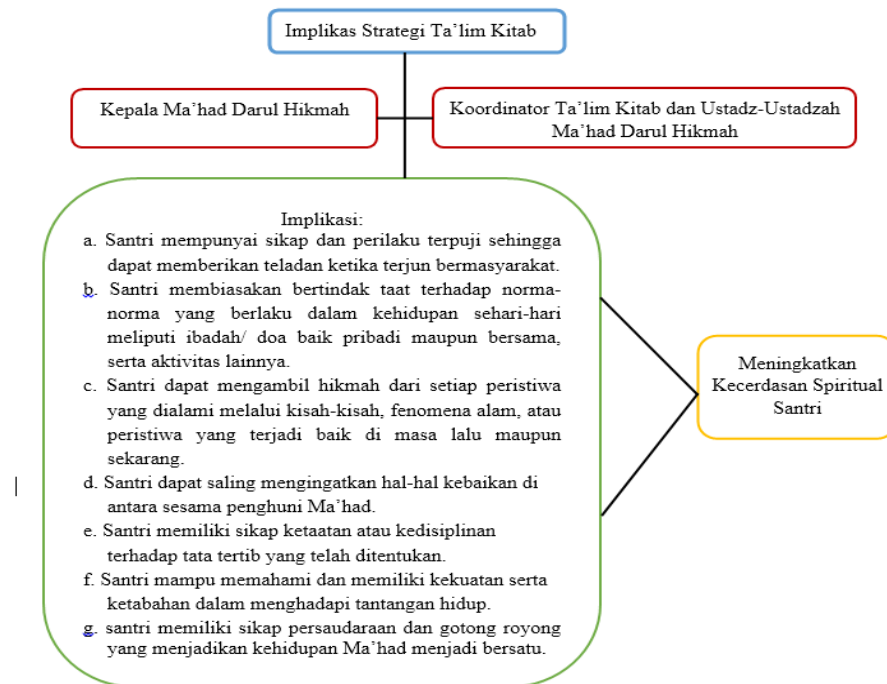 Implikas Strategi Ta’lim Kitab
Kepala Ma’had Darul Hikmah
Koordinator Ta’lim Kitab dan Ustadz-Ustadzah
Ma’had Darul Hikmah
Implikasi:
a. Santri mempunyai sikap dan perilaku terpuji sehingga
dapat memberikan teladan ketika terjun bermasyarakat.
b. Santri membiasakan bertindak taat terhadap norma-
norma yang berlaku dalam kehidupan sehari-hari
meliputi ibadah/ doa baik pribadi maupun bersama,
serta aktivitas lainnya.
c. Santri dapat mengambil hikmah dari setiap peristiwa
yang dialami melalui kisah-kisah, fenomena alam, atau
peristiwa yang terjadi baik di masa lalu maupun
sekarang.
d. Santri dapat saling mengingatkan hal-hal kebaikan di
antara sesama penghuni Ma’had.
e. Santri memiliki sikap ketaatan atau kedisiplinan
terhadap tata tertib yang telah ditentukan.
f. Santri mampu memahami dan memiliki kekuatan serta
ketabahan dalam menghadapi tantangan hidup.
g. santri memiliki sikap persaudaraan dan gotong royong
yang menjadikan kehidupan Ma’had menjadi bersatu.
Meningkatkan
Kecerdasan Spiritual
Santri